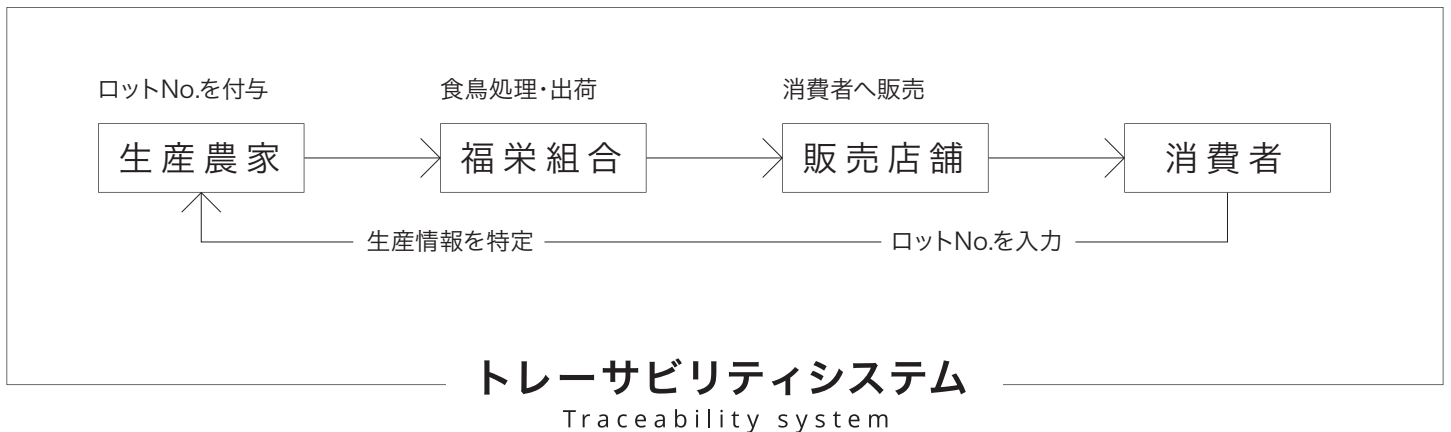 ロットNo.を付与
食鳥処理・出荷
消費者へ販売
生産農家
福栄組合
販売店舗
消費者
生産情報を特定
ロットNo.を入力
トレーサビリティシステム
Traceability system